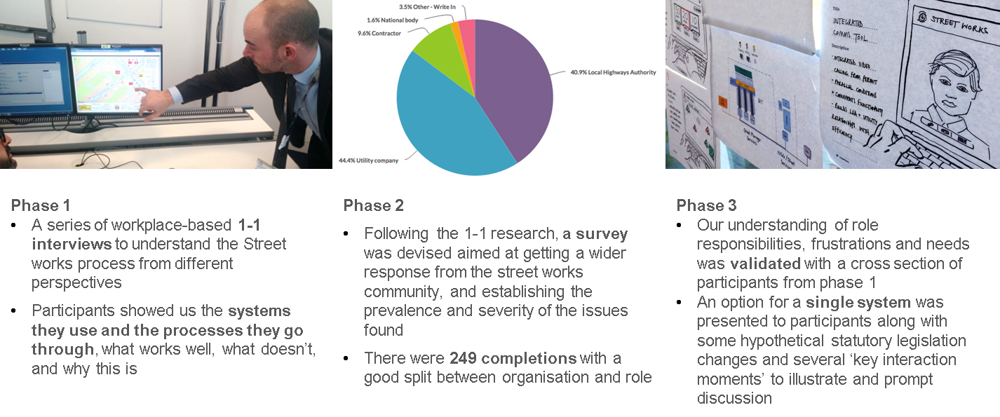 3.5% Other - Write In
1.6% National body
9.6% Contractor
40.9% Local Highways Authority
44.4% Utility company
Title
INTEGRATED
COMMS TOOL
Description
- INTEGRATED VIDEO
CALLING FROM PERMIT
- PARALLEL CONDITIONS
+ COMMENTS FUNCTIONALITY
- BUILDS LHA + UTILITY
RELATIONSHIPS WITH
EFFICIENCY
STREET WORKS
Street Manager
Services
Phase 1
• A series of workplace-based 1-1
interviews to understand the Street
works process from different
perspectives
• Participants showed us the systems
they use and the processes they go
through, what works well, what doesn’t,
and why this is
Phase 2
• Following the 1-1 research, a survey
was devised aimed at getting a wider
response from the street works
community, and establishing the
prevalence and severity of the issues
found
• There were 249 completions with a
good split between organisation and role
Phase 3
• Our understanding of role
responsibilities, frustrations and needs
was validated with a cross section of
participants from phase 1
• An option for a single system was
presented to participants along with
some hypothetical statutory legislation
changes and several ‘key interaction
moments’ to illustrate and prompt
discussion